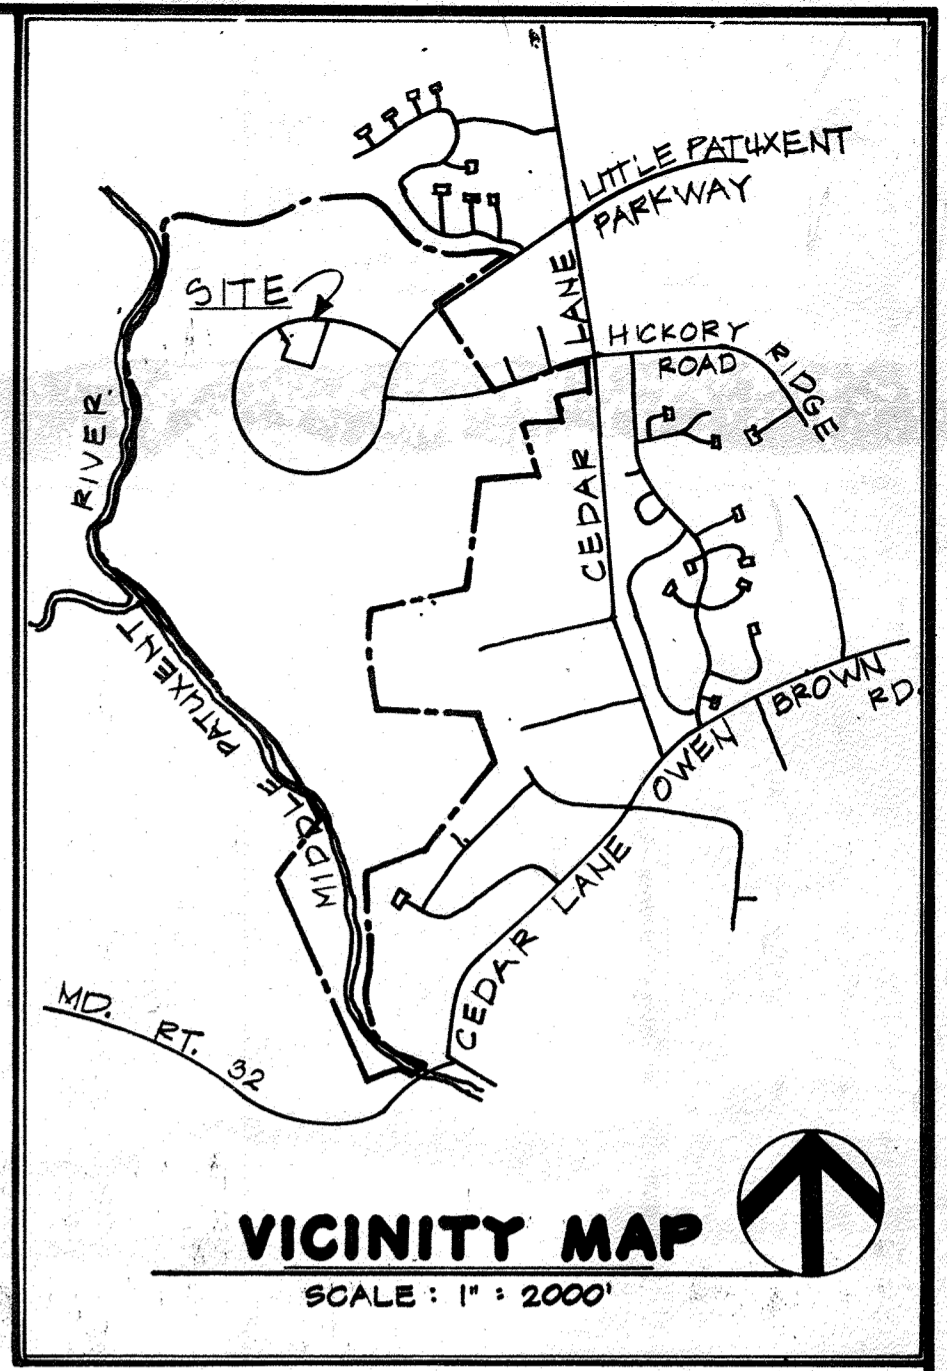 LITTLE PATUXENT
PARKWAY
SITE
LANE
HICKORY
ROAD
RIDGE
RIVER
CEDAR
PATUXENT
MIDDLE
BROWN
RD.
OWEN
LANE
CEDAR
MD. RT. 32
VICINITY MAP
SCALE : 1" : 2000'